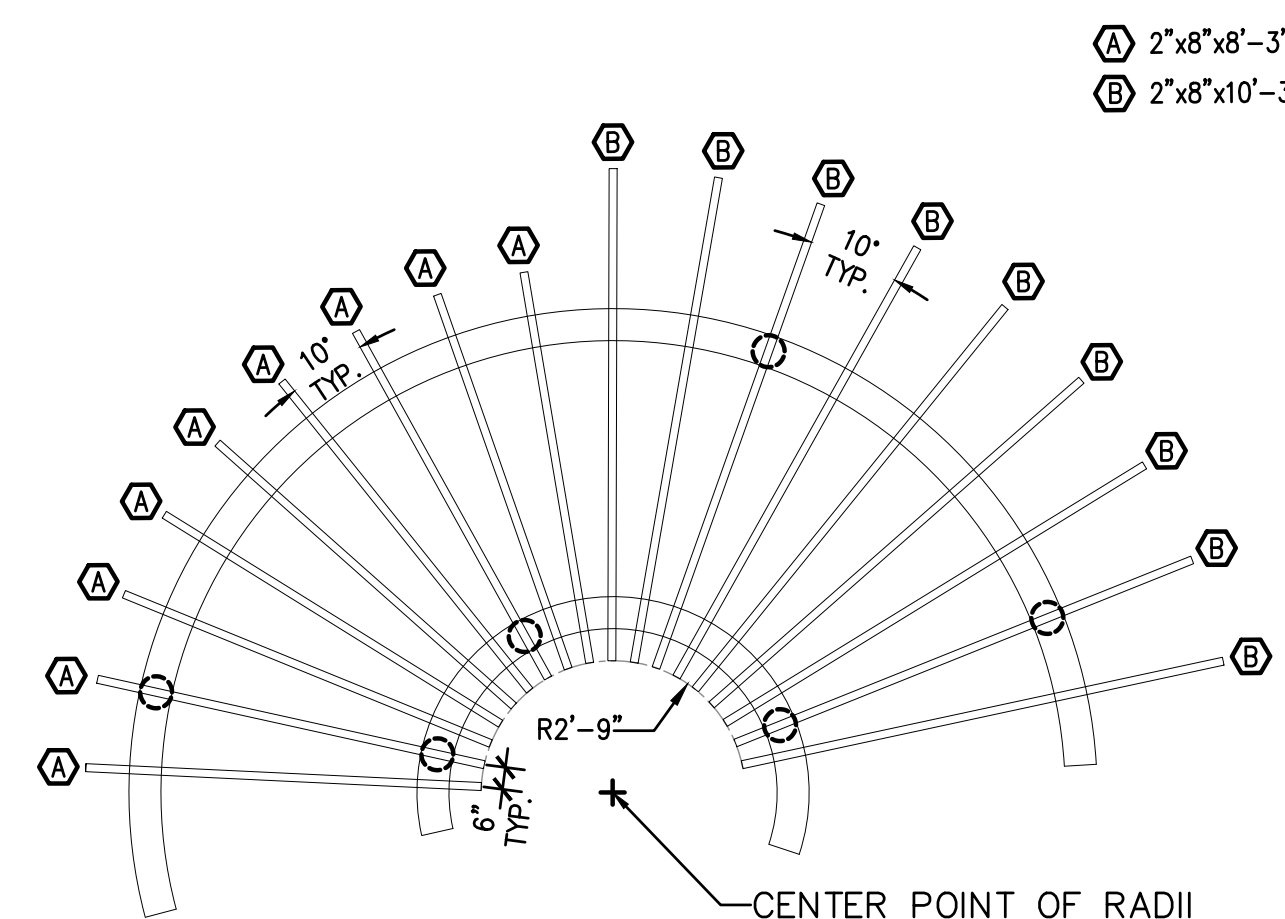 A 2"x8"x8'-3'
B 2"x8"x10'-3
B
B
B
B
B
B
B
B
B
A
A
A
A
A
A
A
A
A
10°
TYP.
10°
TYP.
R2'-9"
6"
TYP.
CENTER POINT OF RADII